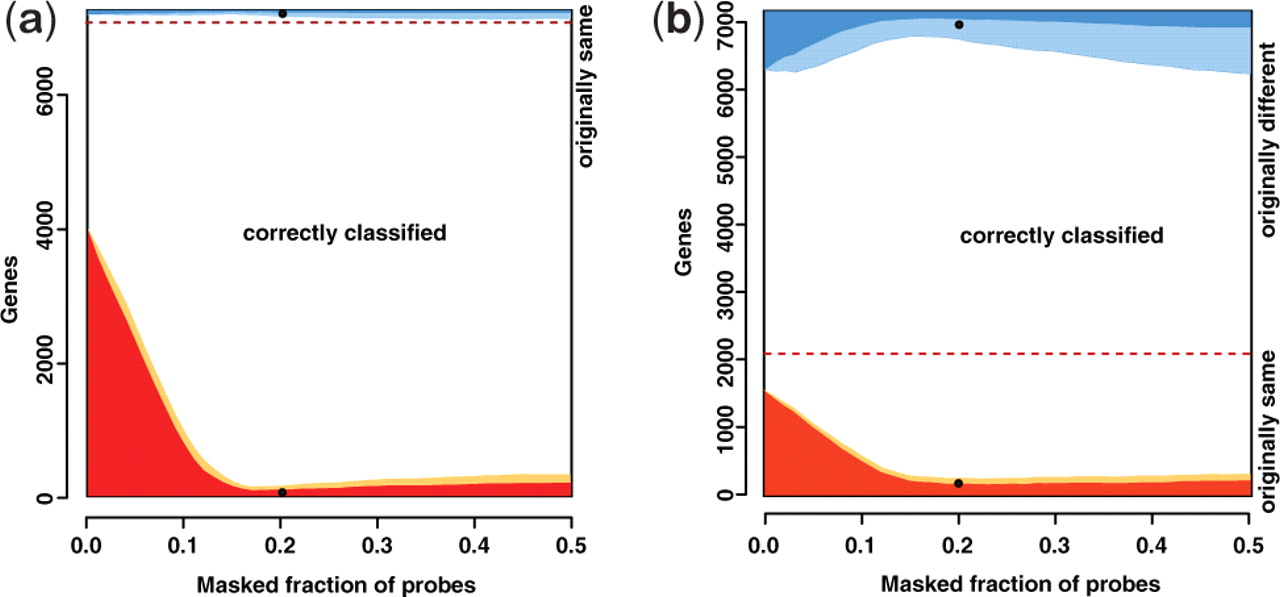 (a)
Genes
0
2000
4000
6000
correctly classified
originally same
0.0 0.1 0.2 0.3 0.4 0.5
Masked fraction of probes
(b)
Genes
0
1000
2000
3000
4000
5000
6000
7000
correctly classified
originally different
originally same
0.0 0.1 0.2 0.3 0.4 0.5
Masked fraction of probes